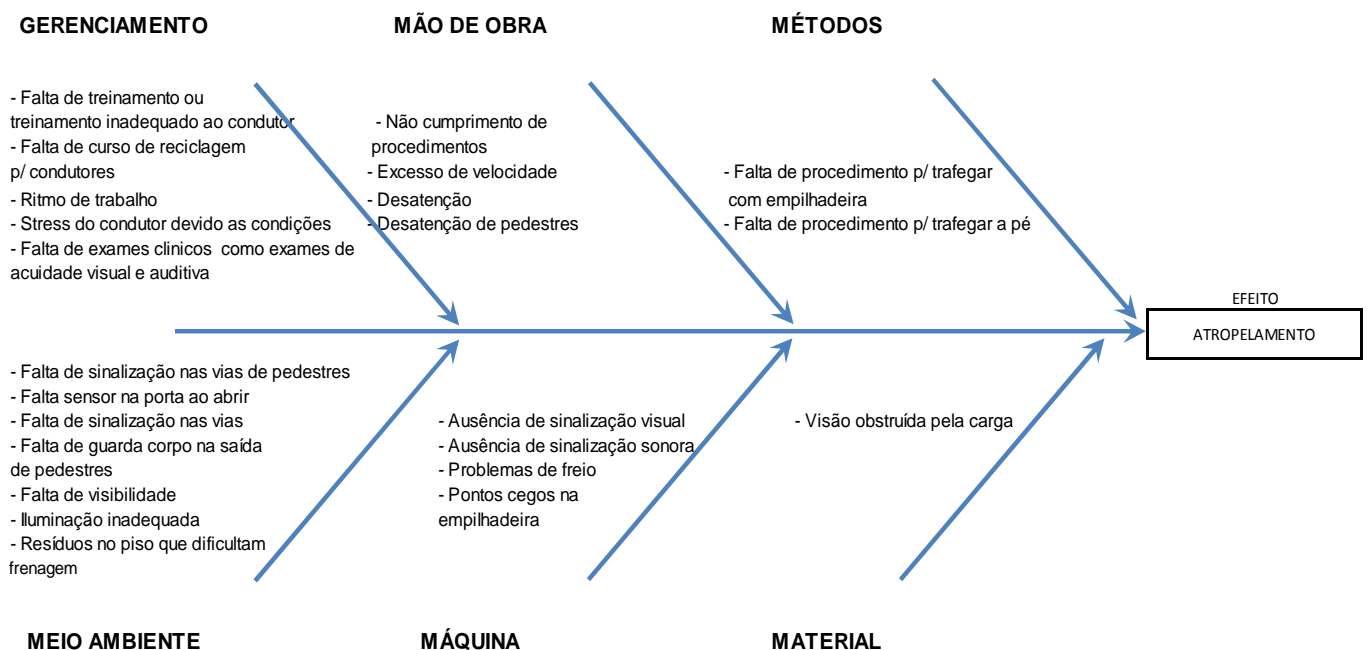 GERENCIAMENTO
MÃO DE OBRA
MÉTODOS
- Falta de treinamento ou
treinamento inadequado ao condutor
- Falta de curso de reciclagem
p/ condutores
- Ritmo de trabalho
- Stress do condutor devido as condições
- Falta de exames clinicos como exames de
acuidade visual e auditiva
- Não cumprimento de
procedimentos
- Excesso de velocidade
- Desatenção
- Desatenção de pedestres
- Falta de procedimento p/ trafegar
com empilhadeira
- Falta de procedimento p/ trafegar a pé
EFEITO
ATROPELAMENTO
- Falta de sinalização nas vias de pedestres
- Falta sensor na porta ao abrir
- Falta de sinalização nas vias
- Falta de guarda corpo na saída
de pedestres
- Falta de visibilidade
- Iluminação inadequada
- Resíduos no piso que dificultam
frenagem
- Ausência de sinalização visual
- Ausência de sinalização sonora
- Problemas de freio
- Pontos cegos na
empilhadeira
- Visão obstruída pela carga
MEIO AMBIENTE
MÁQUINA
MATERIAL